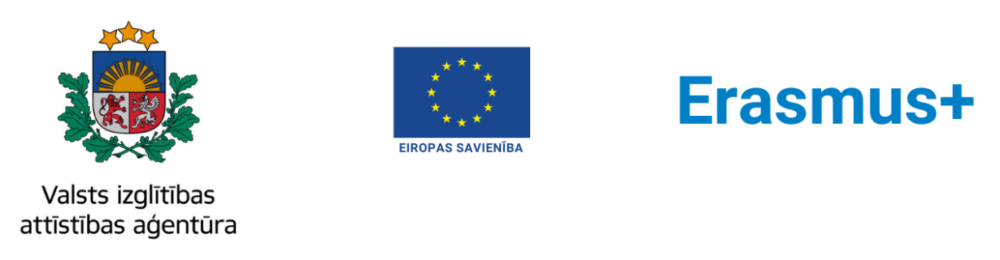 Valsts izglītības
attīstības aģentūra
EIROPAS SAVIENĪBA
Erasmus+